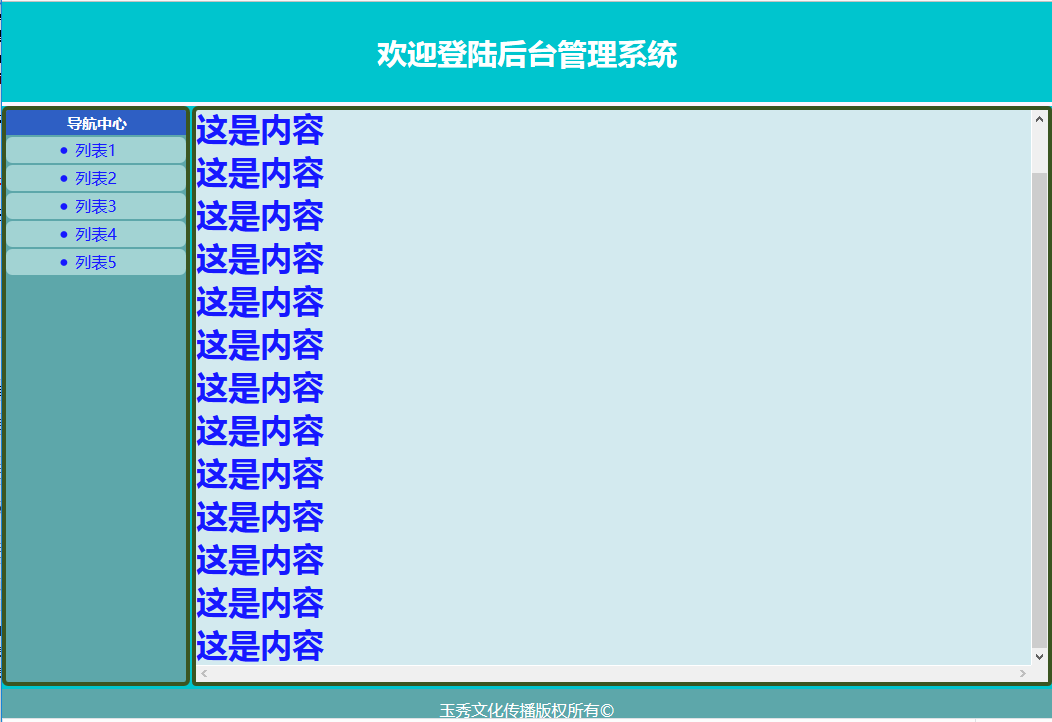 欢迎登陆后台管理系统
导航中心
• 列表1
• 列表2
• 列表3
• 列表4
• 列表5
这是内容
这是内容
这是内容
这是内容
这是内容
这是内容
这是内容
这是内容
这是内容
这是内容
这是内容
这是内容
这是内容
玉秀文化传播版权所有©